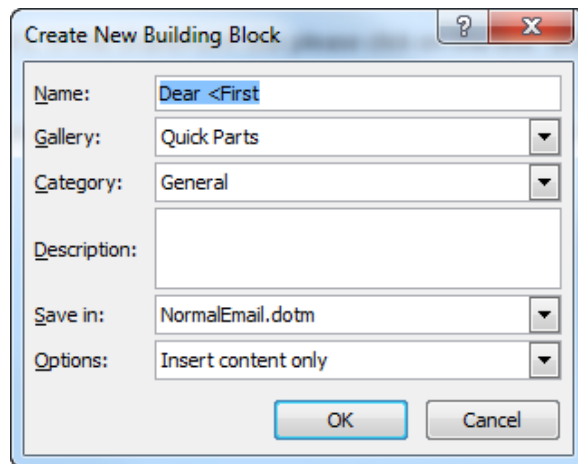 Create New Building Block
Name: Dear <First
Gallery: Quick Parts
Category: General
Description:
Save in: NormalEmail.dotm
Options: Insert content only
OK Cancel